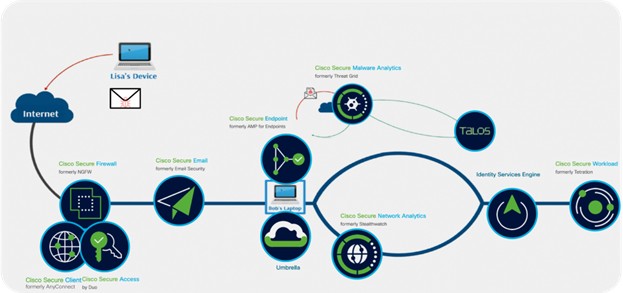 Lisa's Device
Internet
Cisco Secure Malware Analytics
formerly Threat Grid
Cisco Secure Endpoint
formerly AMP for Endpoints
TALOS
Cisco Secure Firewall
formerly NGFW
Cisco Secure Email
formerly Email Security
Bob's Laptop
Umbrella
Cisco Secure Network Analytics
formerly Stealthwatch
Identity Services Engine
Cisco Secure Workload
formerly Tetration
Cisco Secure Client
formerly AnyConnect
Cisco Secure Access
by Duo